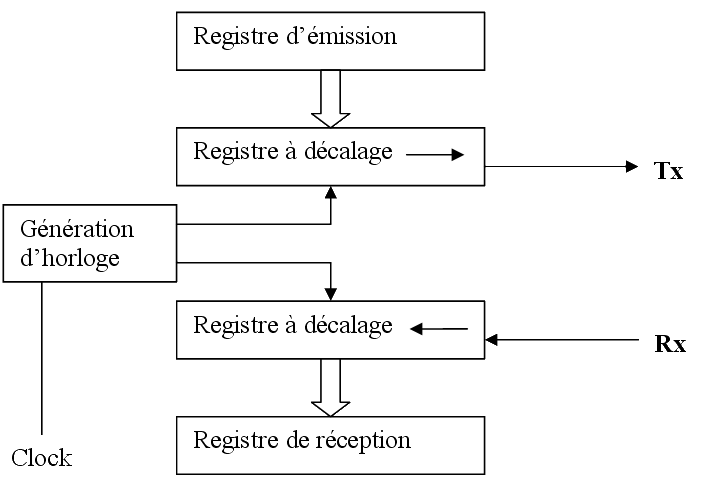 Registre d’émission
Registre à décalage
Tx
Génération
d’horloge
Registre à décalage
Rx
Registre de réception
Clock